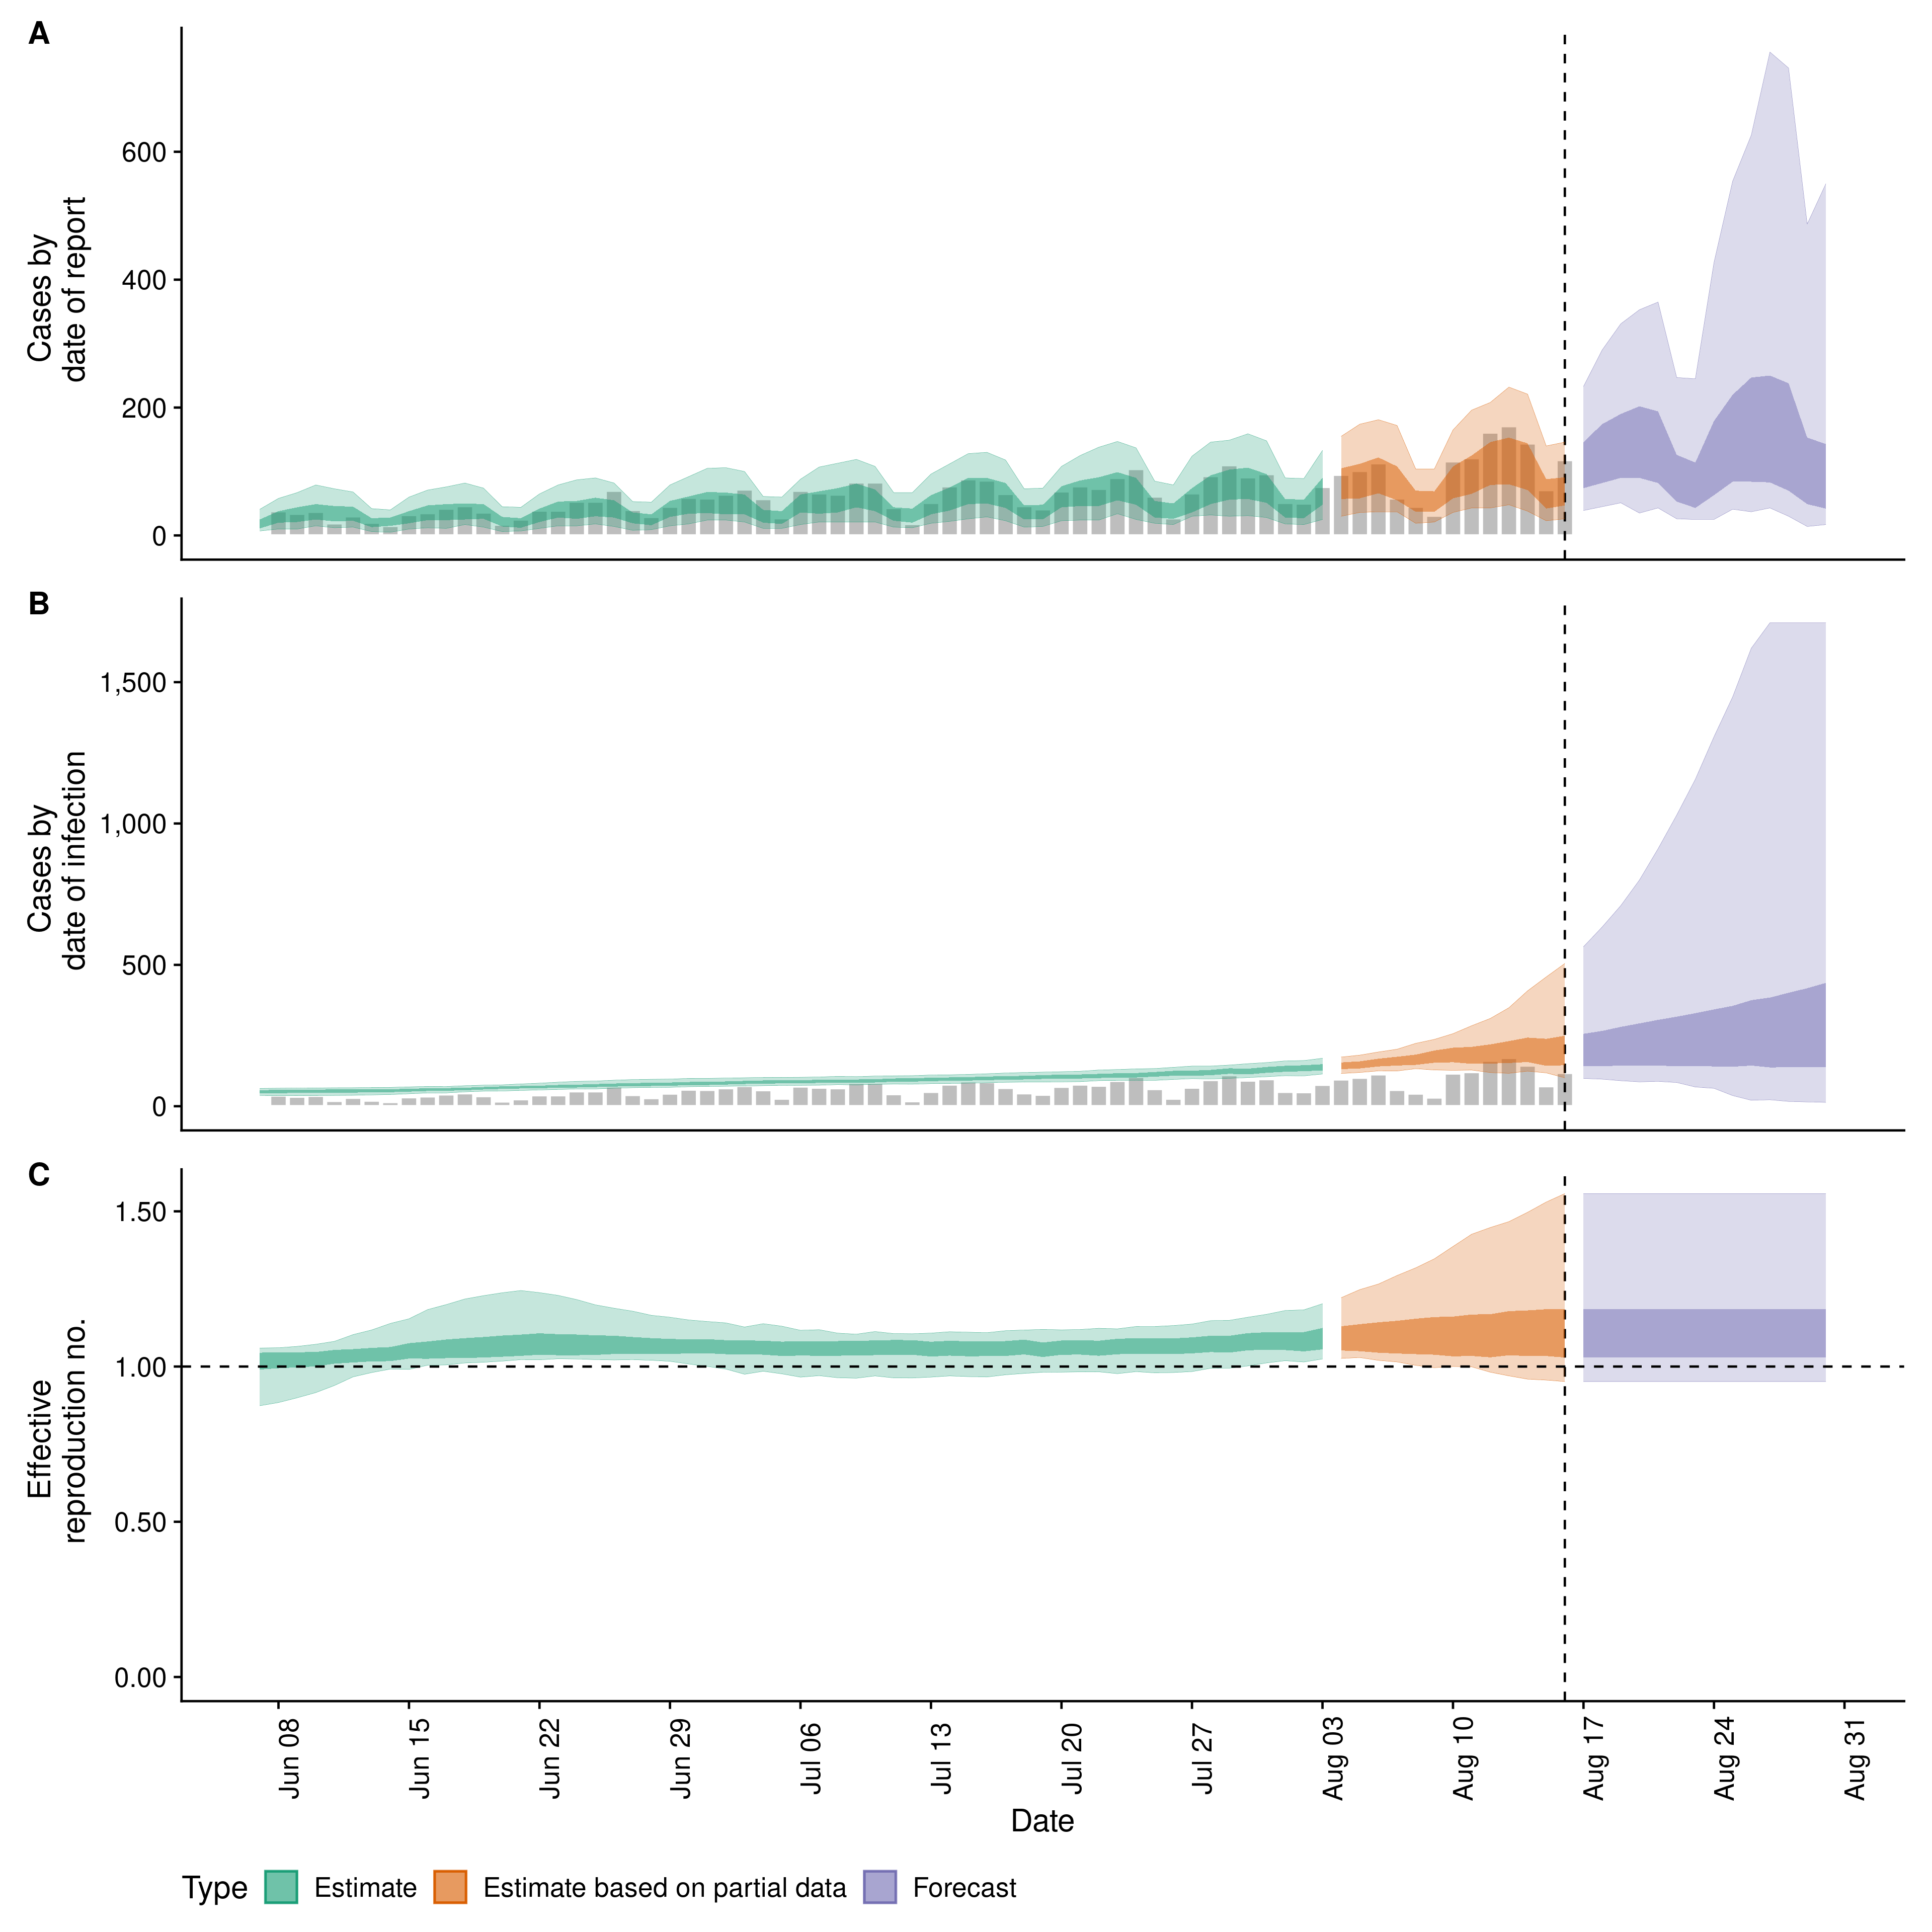 A
Cases by
date of report
600
400
200
0
B
Cases by
date of infection
1,500
1,000
500
0
C
Effective
reproduction no.
1.50
1.00
0.50
0.00
Jun 08
Jun 15
Jun 22
Jun 29
Jul 06
Jul 13
Jul 20
Jul 27
Aug 03
Aug 10
Aug 17
Aug 24
Aug 31
Date
Type Estimate Estimate based on partial data Forecast